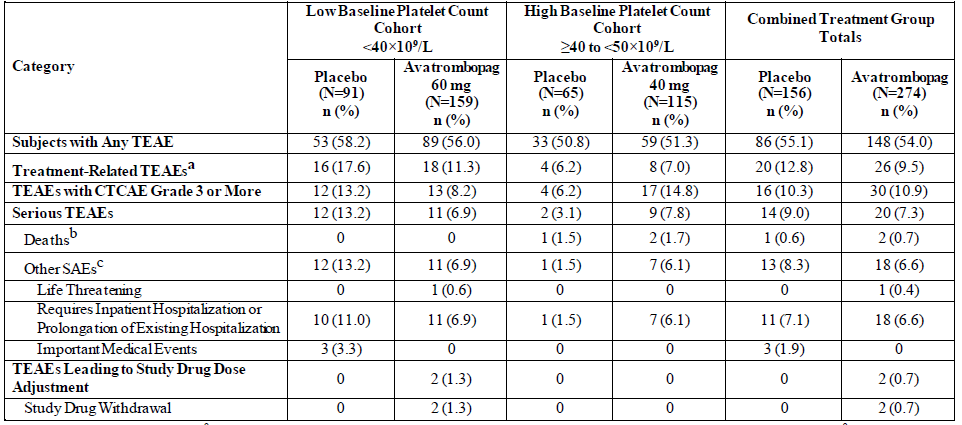 Category
Low Baseline Platelet Count
Cohort
<40×10⁹/L
High Baseline Platelet Count
Cohort
≥40 to <50×10⁹/L
Combined Treatment Group
Totals
Placebo
(N=91)
n (%)
Avatrombopag
60 mg
(N=159)
n (%)
Placebo
(N=65)
n (%)
Avatrombopag
40 mg
(N=115)
n (%)
Placebo
(N=156)
n (%)
Avatrombopag
(N=274)
n (%)
Subjects with Any TEAE 53 (58.2) 89 (56.0) 33 (50.8) 59 (51.3) 86 (55.1) 148 (54.0)
Treatment-Related TEAEsᵃ 16 (17.6) 18 (11.3) 4 (6.2) 8 (7.0) 20 (12.8) 26 (9.5)
TEAEs with CTCAE Grade 3 or More 12 (13.2) 13 (8.2) 4 (6.2) 17 (14.8) 16 (10.3) 30 (10.9)
Serious TEAEs 12 (13.2) 11 (6.9) 2 (3.1) 9 (7.8) 14 (9.0) 20 (7.3)
Deathsᵇ 0 0 1 (1.5) 2 (1.7) 1 (0.6) 2 (0.7)
Other SAEsᶜ 12 (13.2) 11 (6.9) 1 (1.5) 7 (6.1) 13 (8.3) 18 (6.6)
Life Threatening 0 1 (0.6) 0 0 0 1 (0.4)
Requires Inpatient Hospitalization or
Prolongation of Existing Hospitalization 10 (11.0) 11 (6.9) 1 (1.5) 7 (6.1) 11 (7.1) 18 (6.6)
Important Medical Events 3 (3.3) 0 0 0 3 (1.9) 0
TEAEs Leading to Study Drug Dose
Adjustment 0 2 (1.3) 0 0 0 2 (0.7)
Study Drug Withdrawal 0 2 (1.3) 0 0 0 2 (0.7)